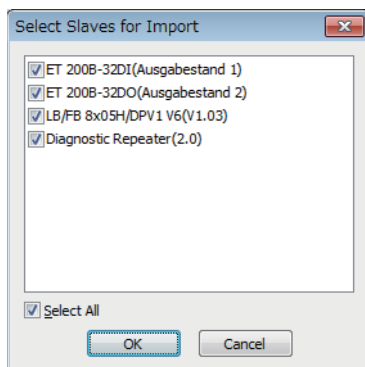 Select Slaves for Import
ET 200B-32DI(Ausgabestand 1)
ET 200B-32DO(Ausgabestand 2)
LB/FB 8x05H/DPV1 V6(V1.03)
Diagnostic Repeater(2.0)
Select All
OK
Cancel